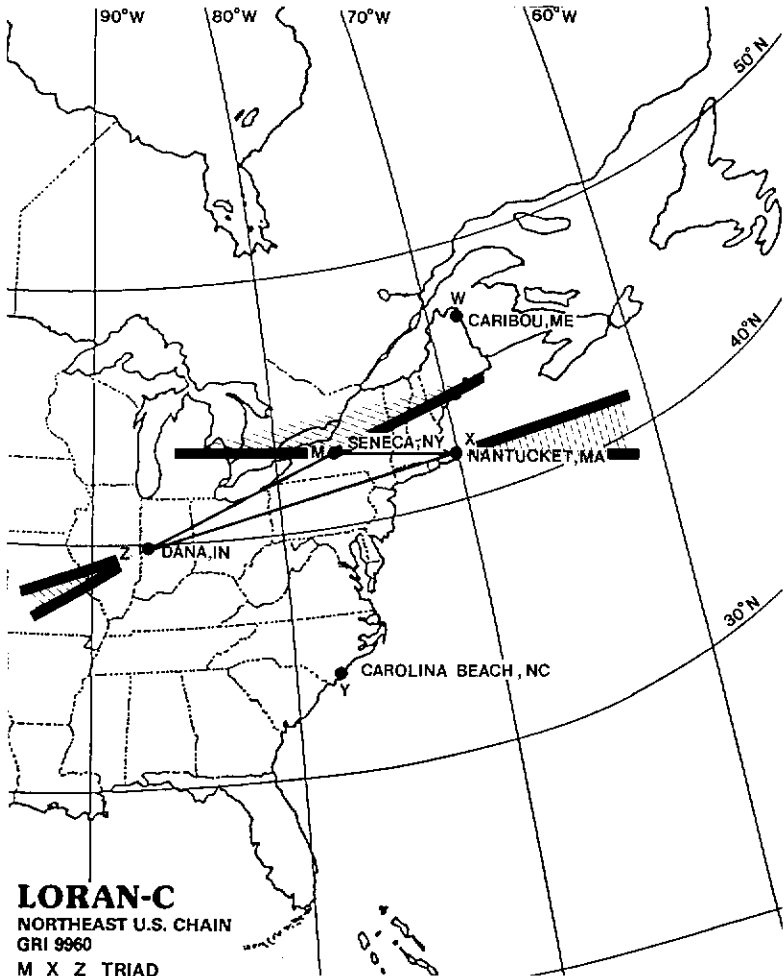 90°W
80°W
70°W
60°W
50°N
W
CARIBOU, ME
40°N
M
SENECA, NY
X
NANTUCKET, MA
Z
DANA, IN
30°N
CAROLINA BEACH, NC
Y
LORAN-C
NORTHEAST U.S. CHAIN
GRI 9960
M X Z TRIAD